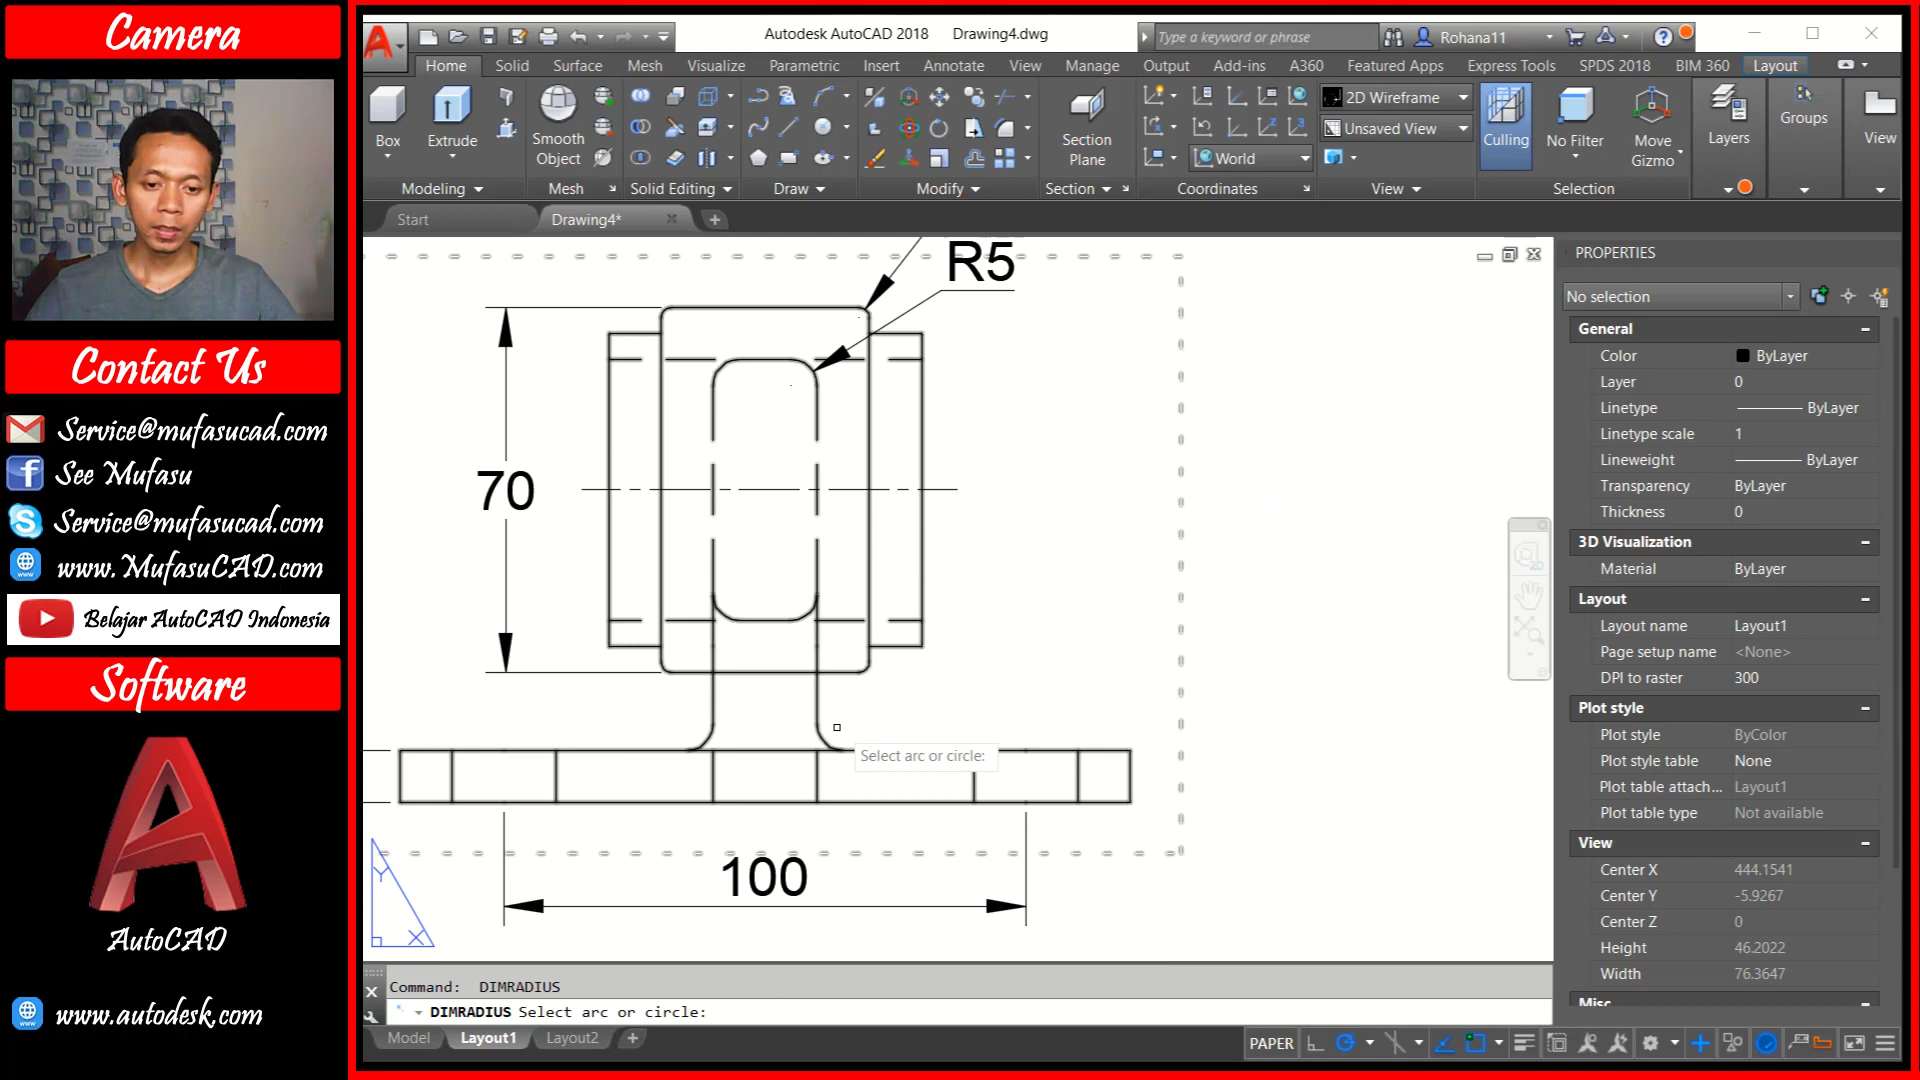 Camera
Contact Us
Service@mufasucad.com
See Mufasu
Service@mufasucad.com
www.MufasuCAD.com
Belajar AutoCAD Indonesia
Software
AutoCAD
www.autodesk.com
Autodesk AutoCAD 2018 Drawing4.dwg
Type a keyword or phrase
Rohana11
Home Solid Surface Mesh Visualize Parametric Insert Annotate View Manage Output Add-ins A360 Featured Apps Express Tools SPDS 2018 BIM 360 Layout
Box
Extrude
Smooth Object
Section Plane
2D Wireframe
Unsaved View
World
Culling
No Filter
Move Gizmo
Layers
Groups
View
Modeling Mesh Solid Editing Draw Modify Section Coordinates View Selection
Start
Drawing4*
R5
70
100
Select arc or circle:
Y
X
Command: DIMRADIUS
DIMRADIUS Select arc or circle:
Model Layout1 Layout2
PAPER
PROPERTIES
No selection
General
Color ByLayer
Layer 0
Linetype ByLayer
Linetype scale 1
Lineweight ByLayer
Transparency ByLayer
Thickness 0
3D Visualization
Material ByLayer
Layout
Layout name Layout1
Page setup name <None>
DPI to raster 300
Plot style
Plot style ByColor
Plot style table None
Plot table attach... Layout1
Plot table type Not available
View
Center X 444.1541
Center Y -5.9267
Center Z 0
Height 46.2022
Width 76.3647
Misc